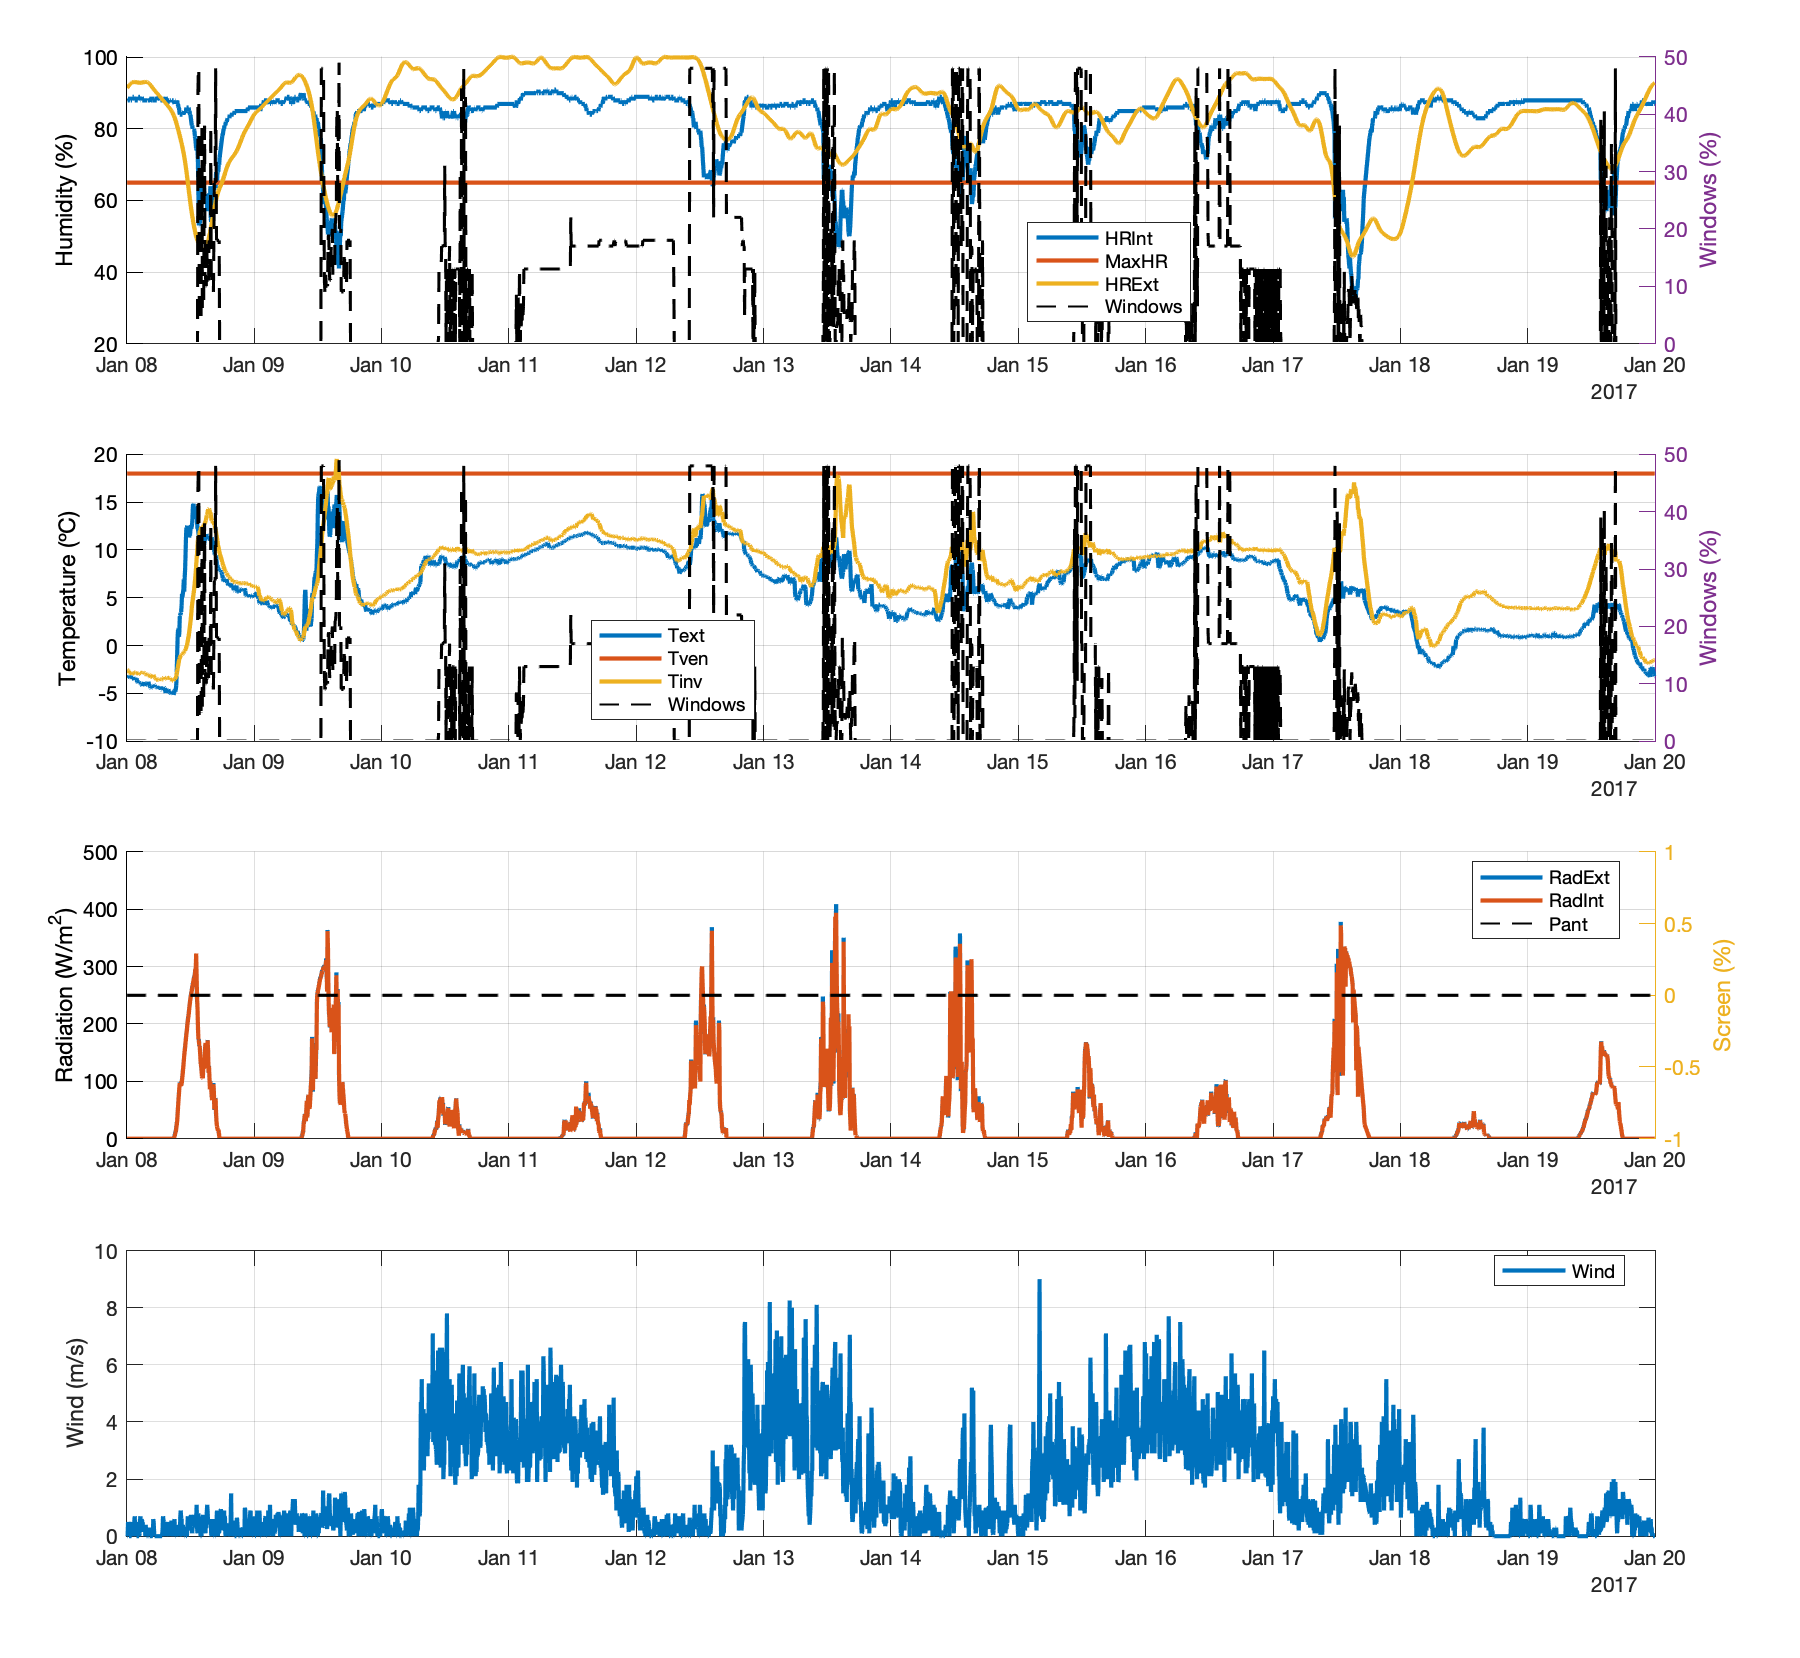 100
80
60
40
20
Humidity (%)
50
40
30
20
10
0
Windows (%)
HRInt
MaxHR
HRExt
Windows
Jan 08 Jan 09 Jan 10 Jan 11 Jan 12 Jan 13 Jan 14 Jan 15 Jan 16 Jan 17 Jan 18 Jan 19 Jan 20
2017
20
15
10
5
0
-5
-10
Temperature (ºC)
50
40
30
20
10
0
Windows (%)
Text
Tven
Tinv
Windows
Jan 08 Jan 09 Jan 10 Jan 11 Jan 12 Jan 13 Jan 14 Jan 15 Jan 16 Jan 17 Jan 18 Jan 19 Jan 20
2017
500
400
300
200
100
0
Radiation (W/m²)
1
0.5
0
-0.5
-1
Screen (%)
RadExt
RadInt
Pant
Jan 08 Jan 09 Jan 10 Jan 11 Jan 12 Jan 13 Jan 14 Jan 15 Jan 16 Jan 17 Jan 18 Jan 19 Jan 20
2017
10
8
6
4
2
0
Wind (m/s)
Wind
Jan 08 Jan 09 Jan 10 Jan 11 Jan 12 Jan 13 Jan 14 Jan 15 Jan 16 Jan 17 Jan 18 Jan 19 Jan 20
2017